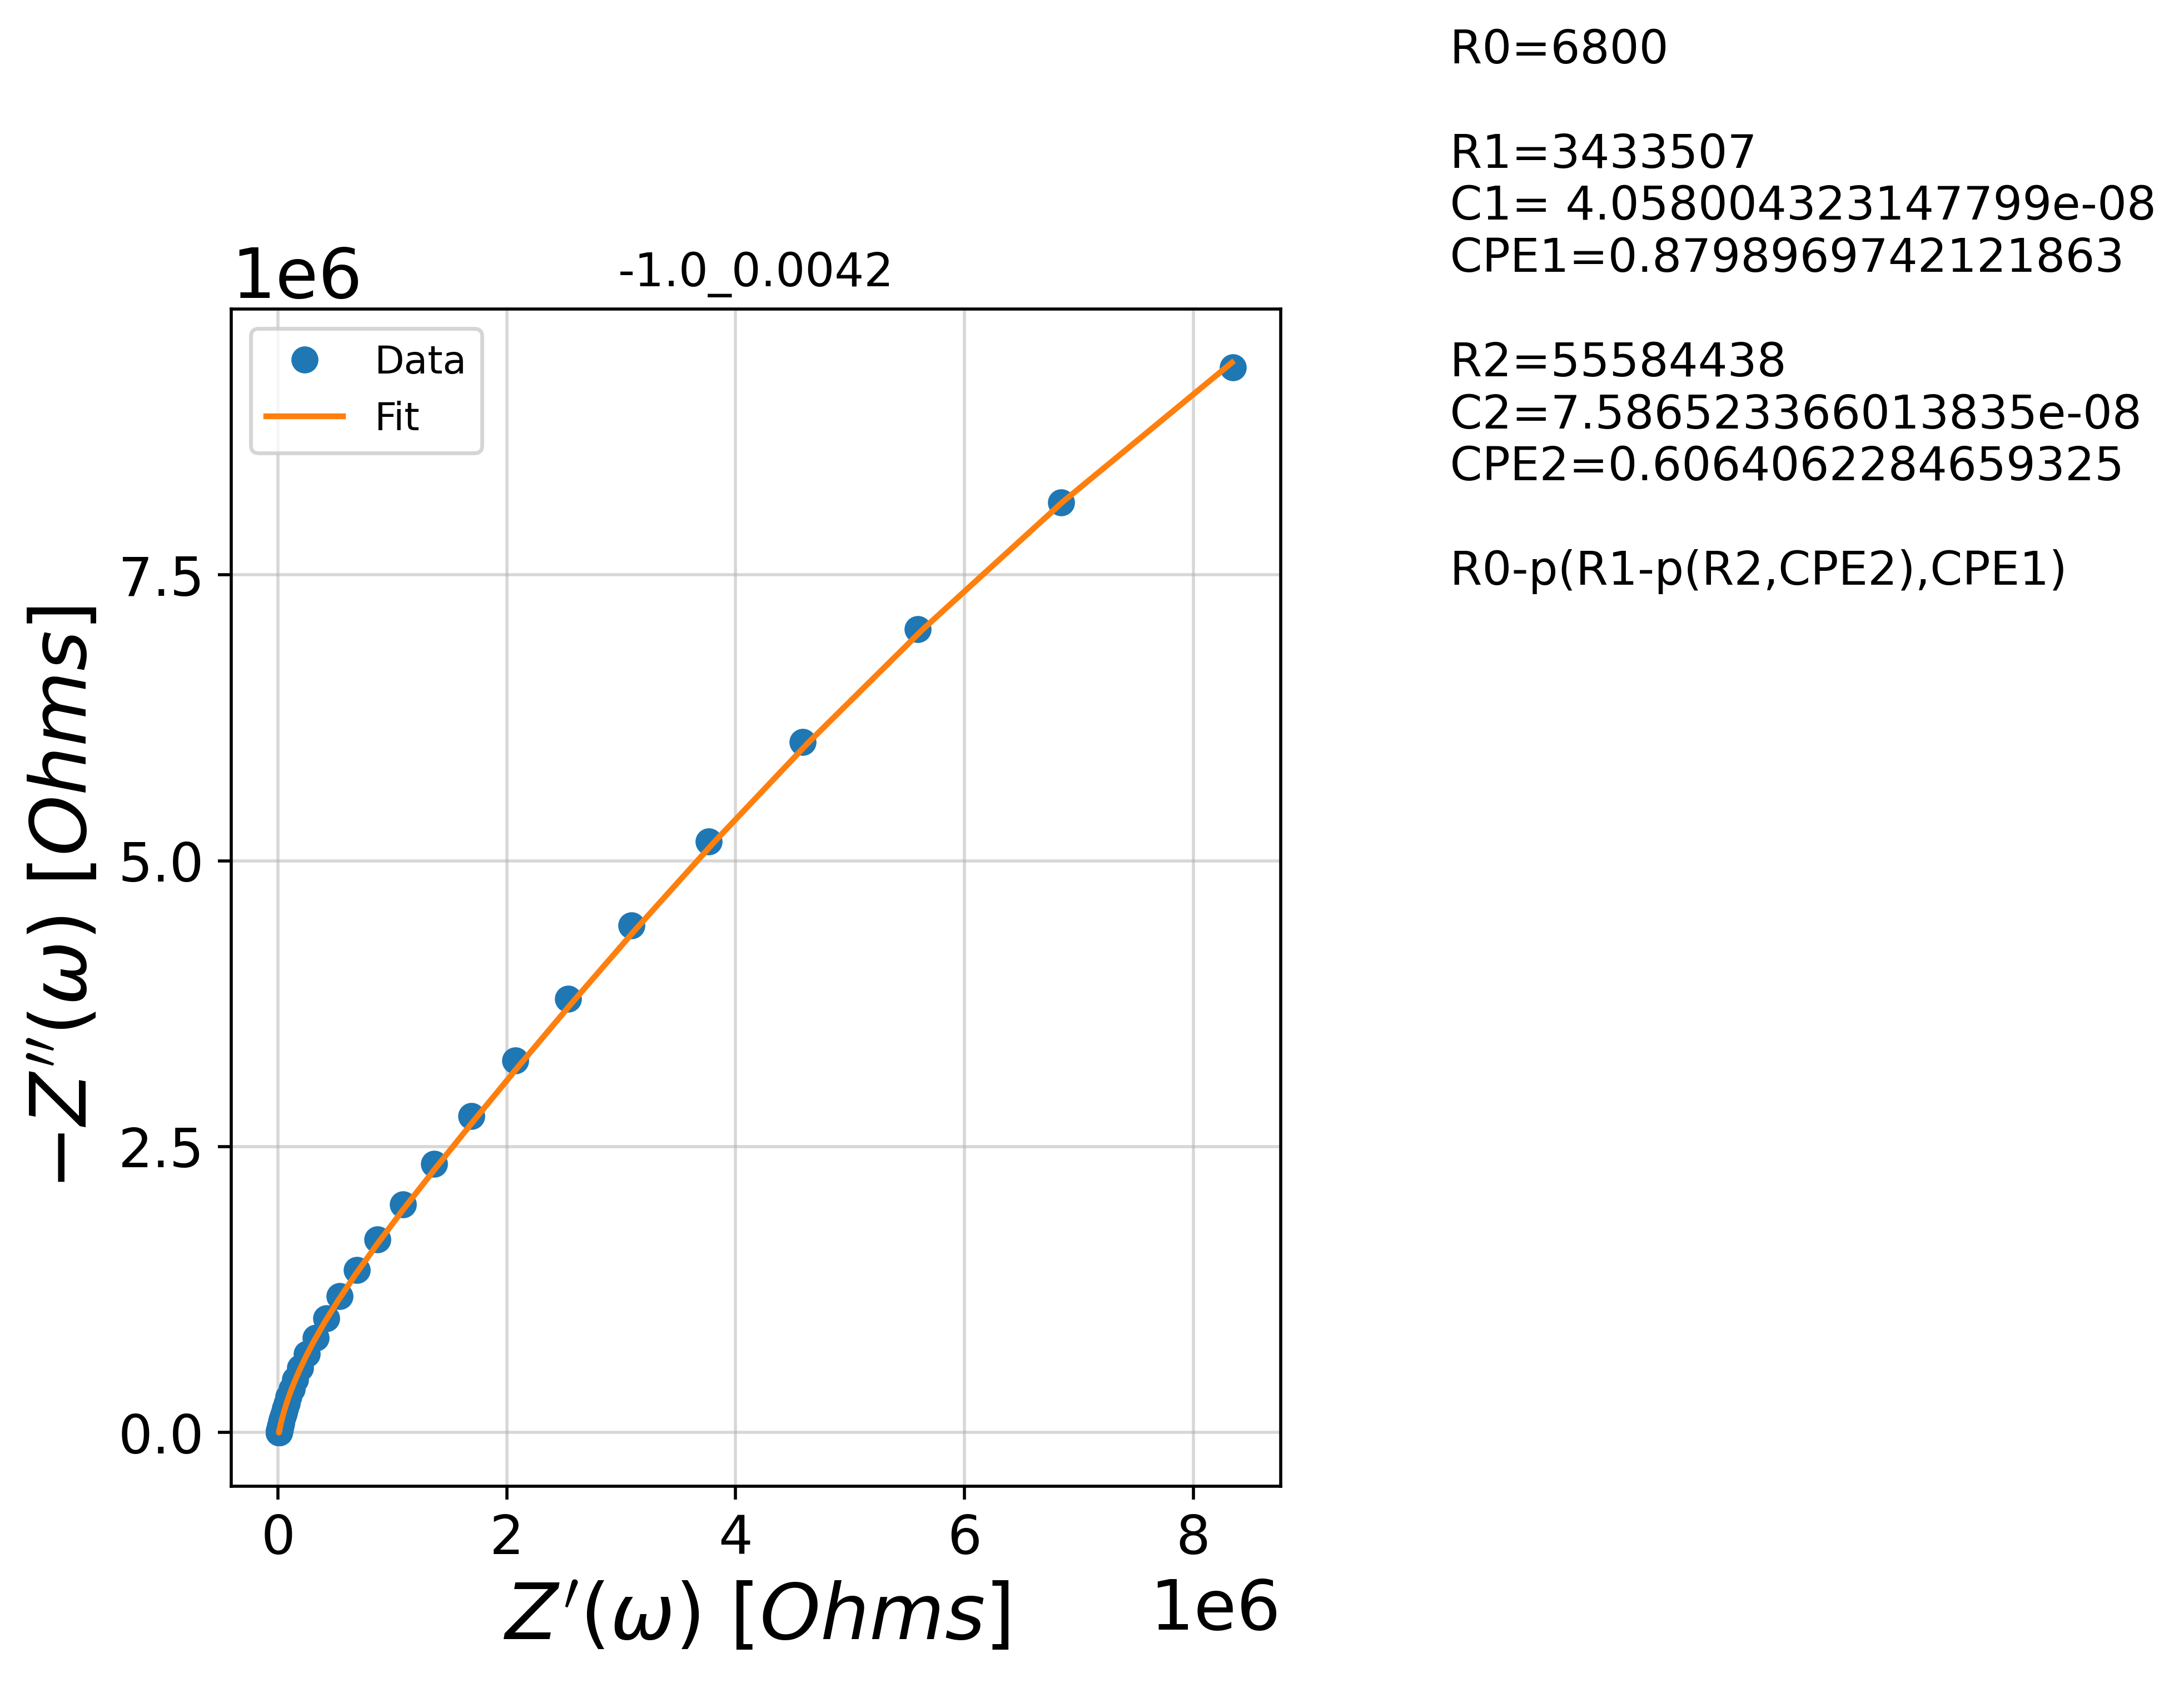 R0=6800
R1=3433507
C1= 4.0580043231477799e-08
CPE1=0.8798969742121863
R2=55584438
C2=7.586523366013835e-08
CPE2=0.6064062284659325
R0-p(R1-p(R2,CPE2),CPE1)
1e6
-1.0_0.0042
Data
Fit
7.5
5.0
2.5
0.0
−Z′′(ω) [Ohms]
0 2 4 6 8
Z′(ω) [Ohms]
1e6